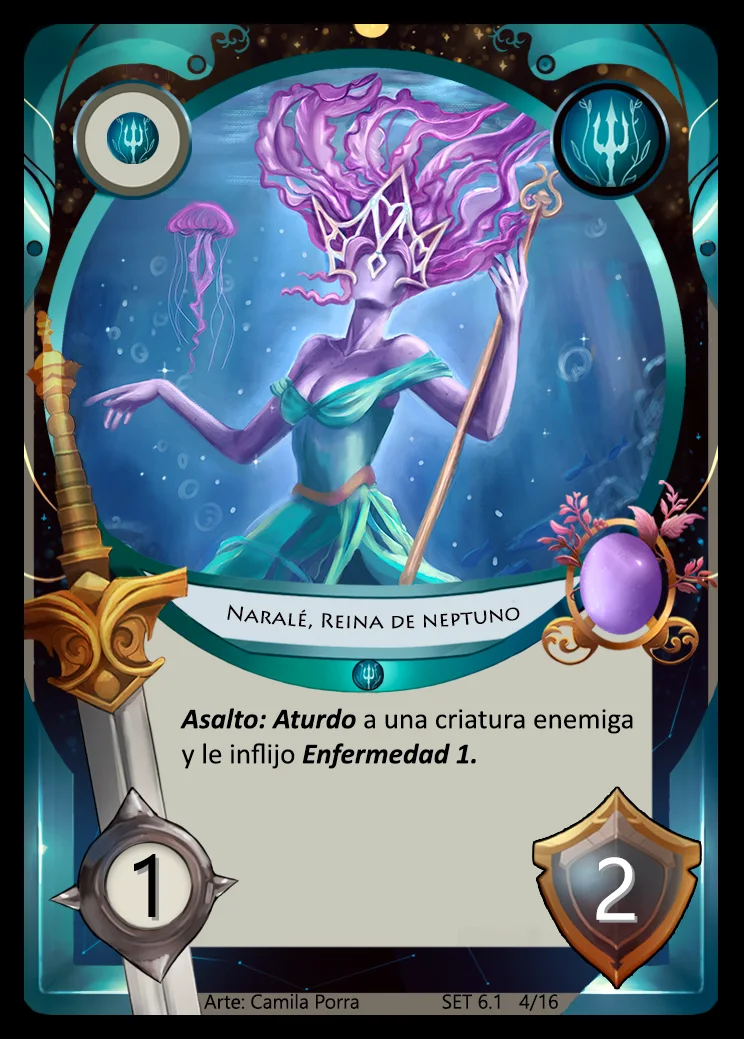 Naralé, Reina de neptuno
Asalto: Aturdo a una criatura enemiga
y le inflijo Enfermedad 1.
1
2
Arte: Camila Porra SET 6.1 4/16